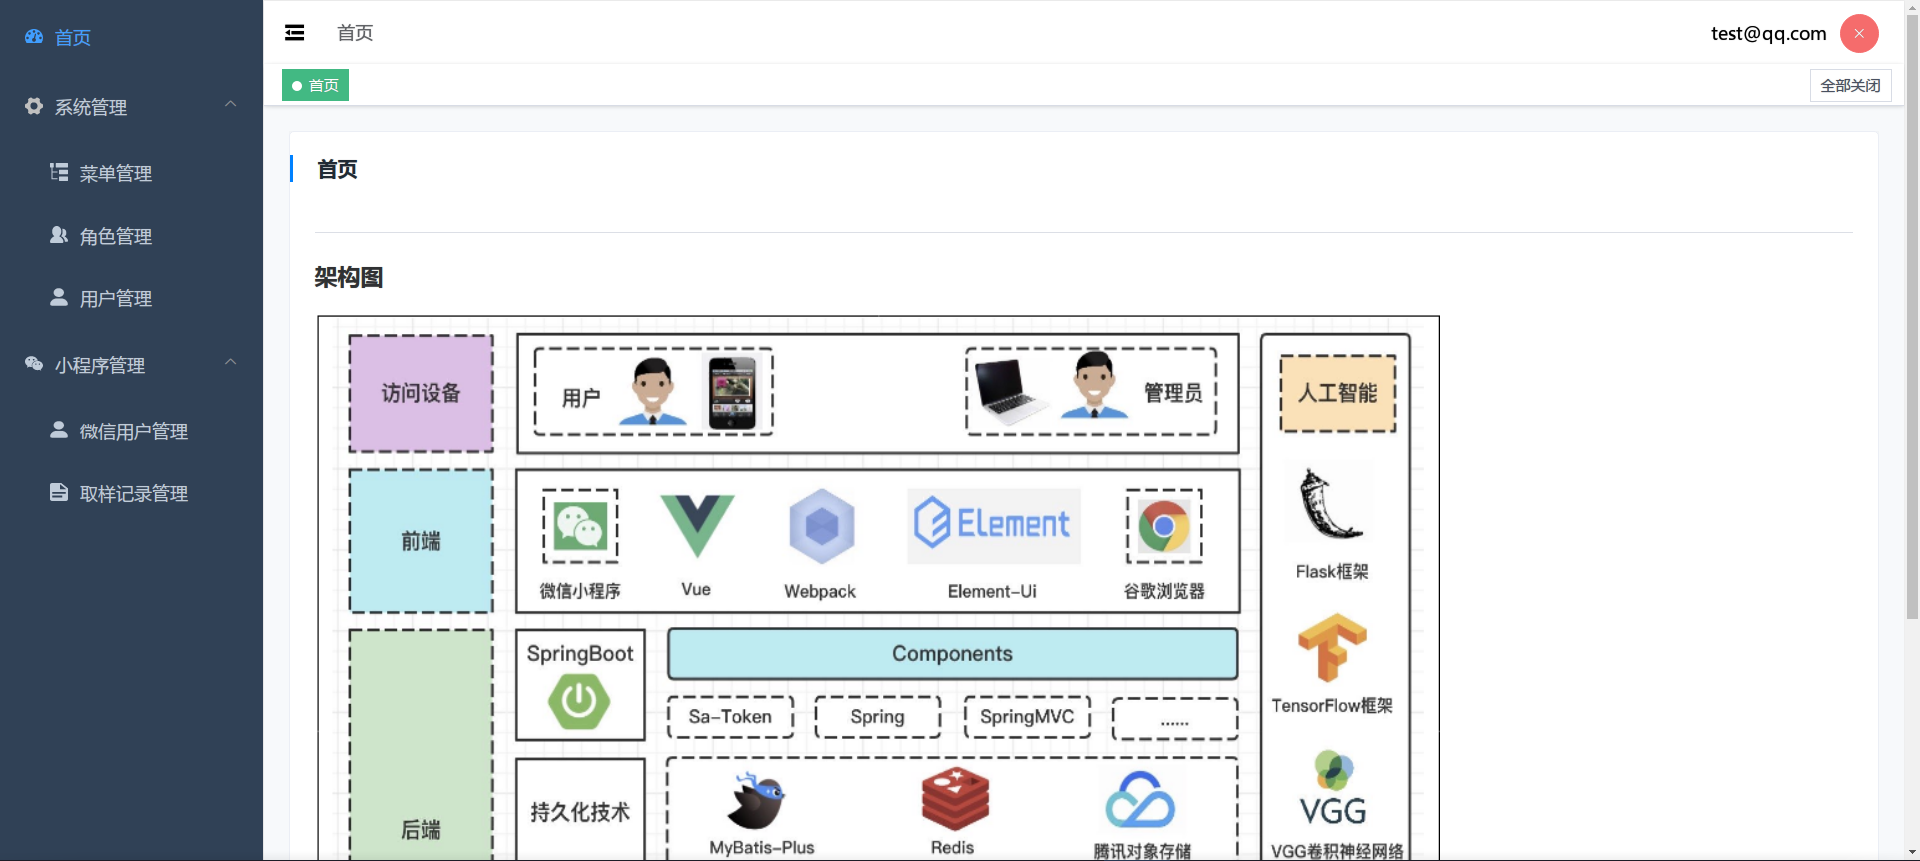 首页
系统管理
菜单管理
角色管理
用户管理
小程序管理
微信用户管理
取样记录管理
首页
test@qq.com
首页
全部关闭
首页
架构图
访问设备
用户
管理员
人工智能
前端
微信小程序
Vue
Webpack
Element
Element-Ui
谷歌浏览器
Flask框架
SpringBoot
Components
Sa-Token
Spring
SpringMVC
......
TensorFlow框架
后端
持久化技术
MyBatis-Plus
Redis
腾讯对象存储
VGG
VGG卷积神经网络